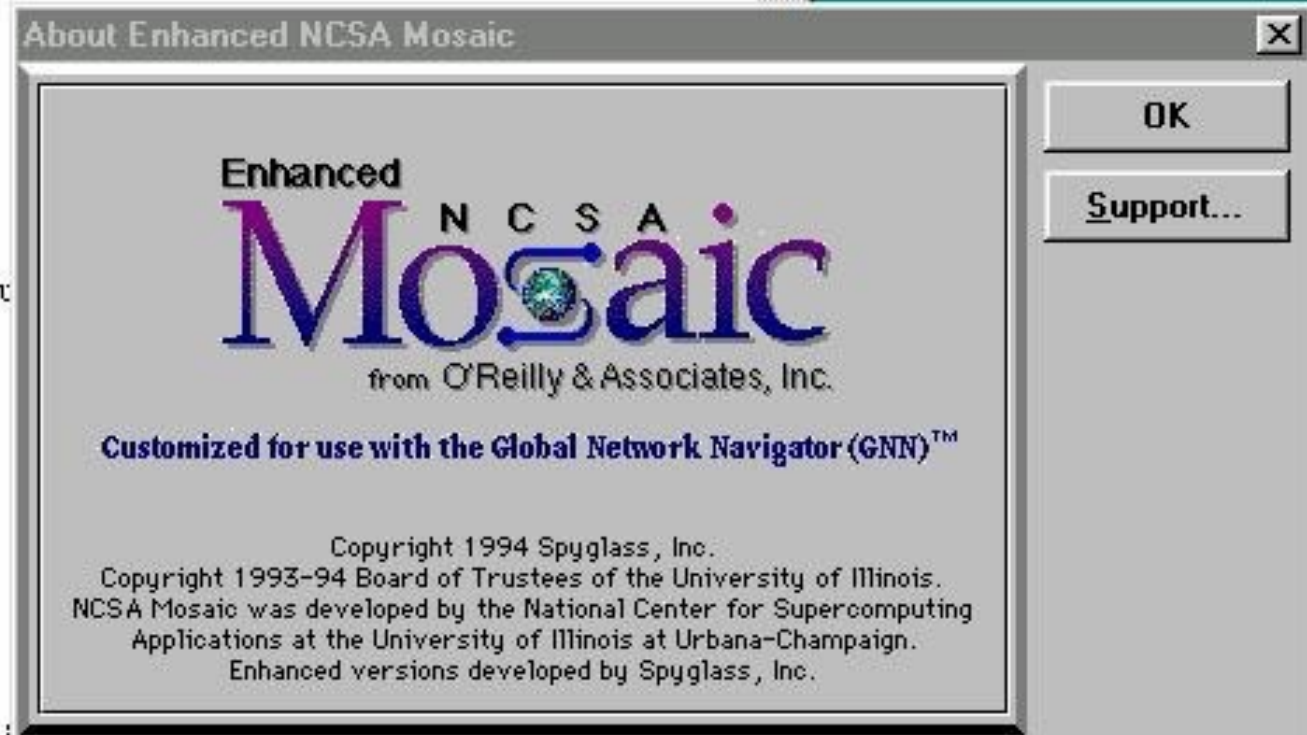 About Enhanced NCSA Mosaic
OK
Support...
Enhanced
NCSA
Mosaic
from O'Reilly & Associates, Inc.
Customized for use with the Global Network Navigator (GNN)™
Copyright 1994 Spyglass, Inc.
Copyright 1993-94 Board of Trustees of the University of Illinois.
NCSA Mosaic was developed by the National Center for Supercomputing
Applications at the University of Illinois at Urbana-Champaign.
Enhanced versions developed by Spyglass, Inc.